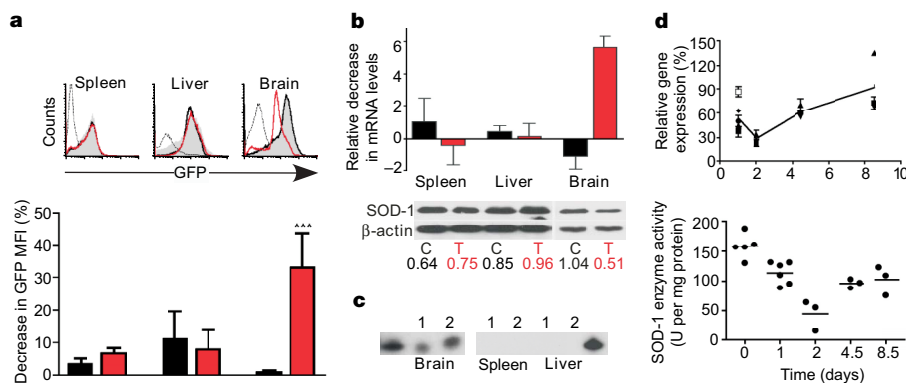 a
Spleen
Liver
Brain
Counts
GFP
Decrease in GFP MFI (%)
50
40
30
20
10
0
^^^
b
Relative decrease
in mRNA levels
6
4
2
0
−2
Spleen
Liver
Brain
SOD-1
β-actin
C T C T C T
0.64 0.75 0.85 0.96 1.04 0.51
c
1 2 1 2 1 2
Brain
Spleen
Liver
d
Relative gene
expression (%)
150
120
90
60
30
0
0 2 4 6 8 10
SOD-1 enzyme activity
(U per mg protein)
200
150
100
50
0
0 1 2 4.5 8.5
Time (days)